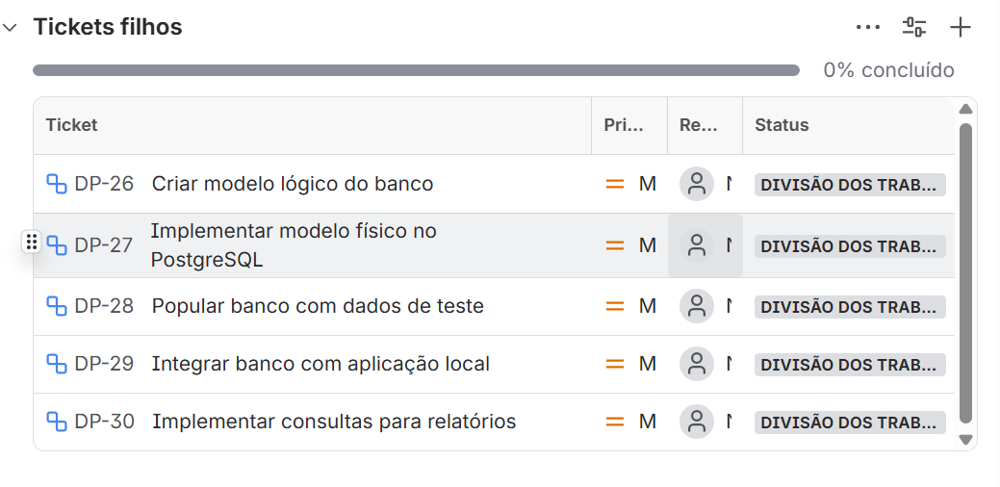 Tickets filhos
0% concluído
Ticket Pri... Re... Status
DP-26 Criar modelo lógico do banco M DIVISÃO DOS TRAB...
DP-27 Implementar modelo físico no
PostgreSQL M DIVISÃO DOS TRAB...
DP-28 Popular banco com dados de teste M DIVISÃO DOS TRAB...
DP-29 Integrar banco com aplicação local M DIVISÃO DOS TRAB...
DP-30 Implementar consultas para relatórios M DIVISÃO DOS TRAB...